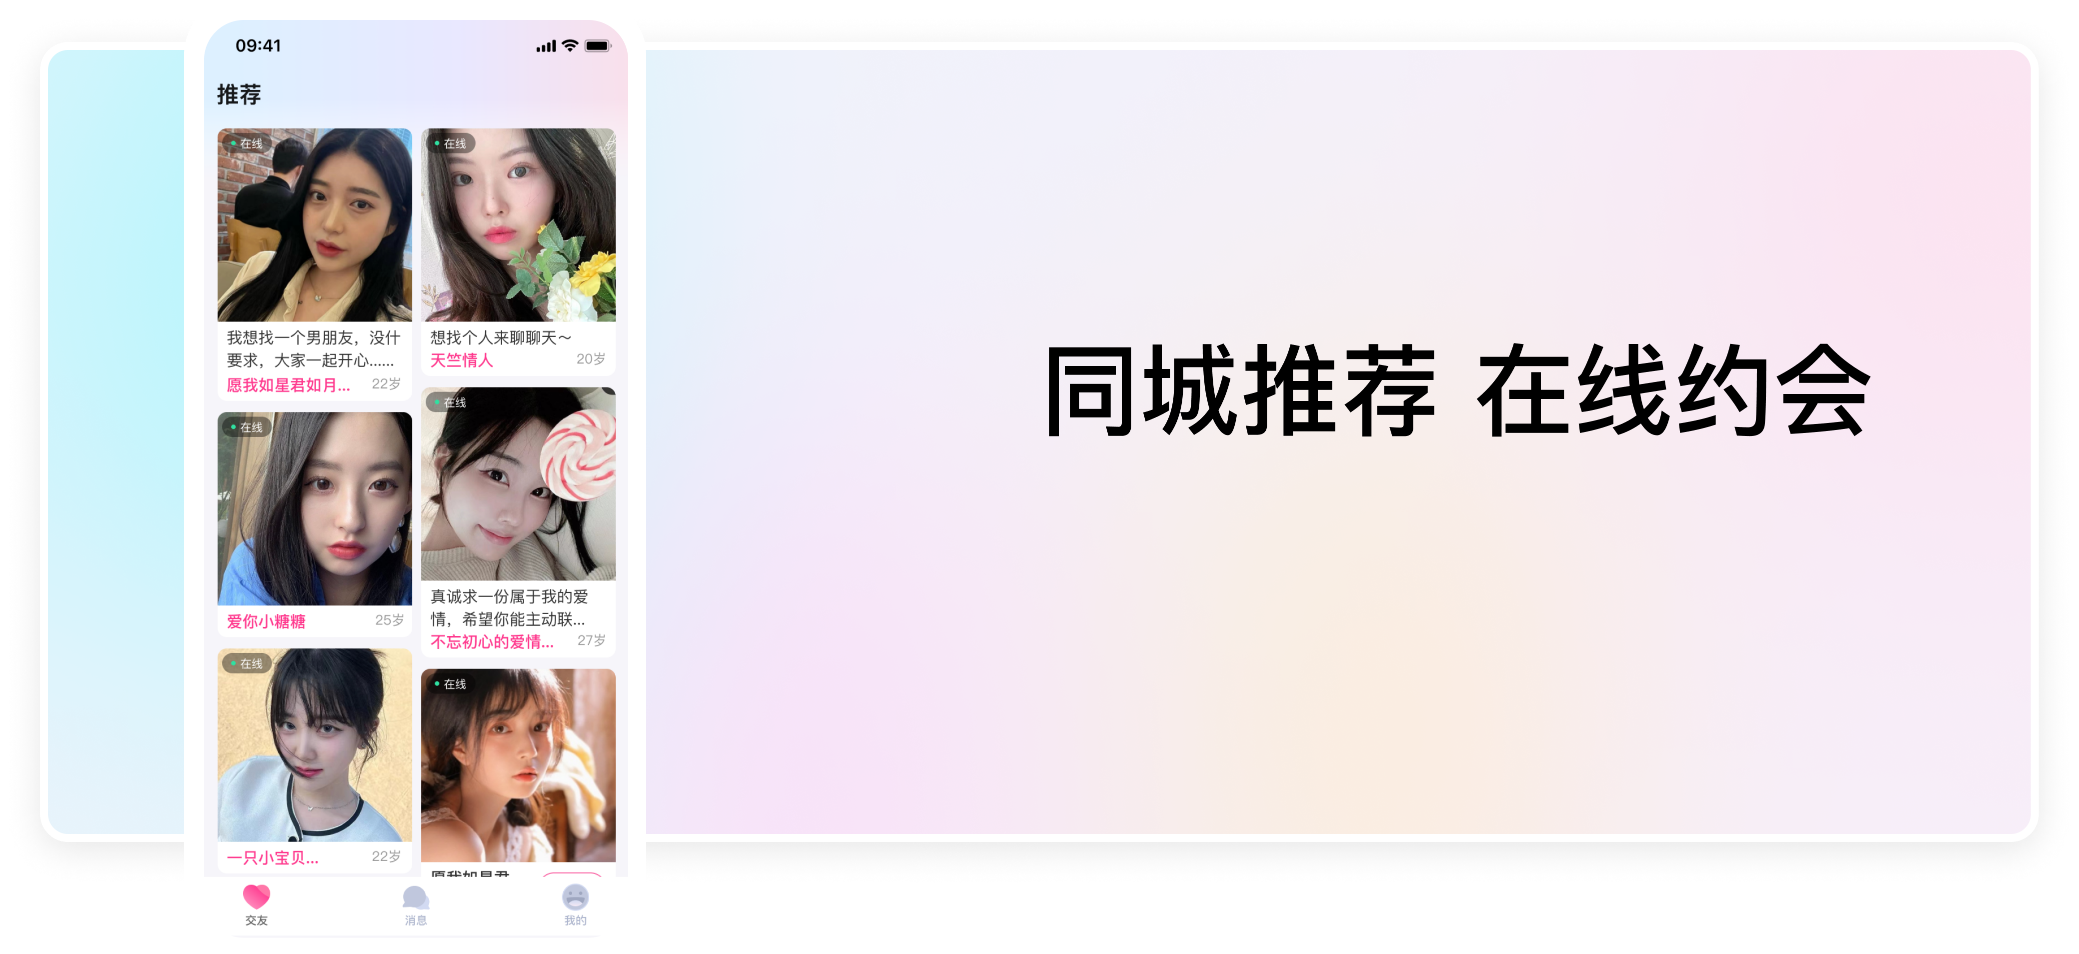 09:41
推荐
在线
我想找一个男朋友，没什
要求，大家一起开心......
愿我如星君如月... 22岁
在线
想找个人来聊聊天～
天竺情人 20岁
在线
爱你小糖糖 25岁
在线
真诚求一份属于我的爱
情，希望你能主动联...
不忘初心的爱情... 27岁
在线
一只小宝贝... 22岁
在线
愿我如星君
交友
消息
我的
同城推荐 在线约会